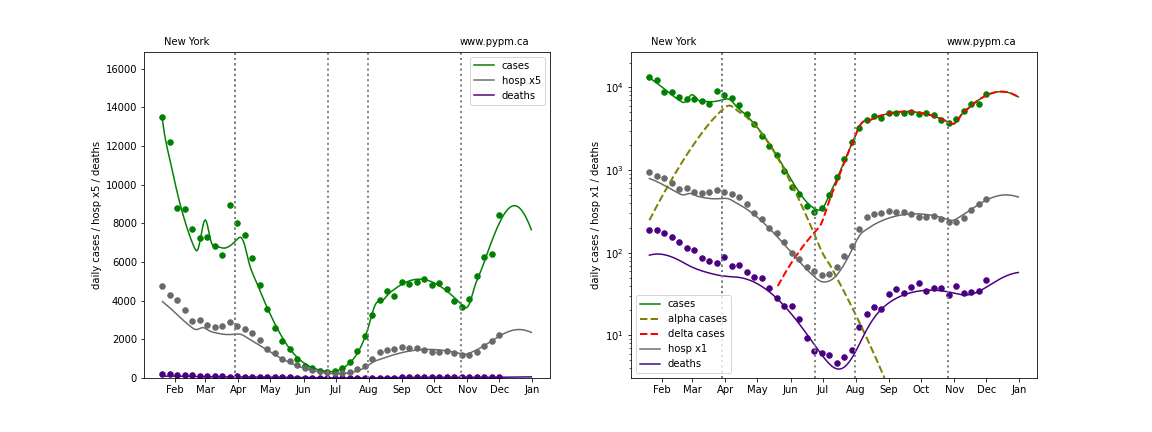 New York
www.pypm.ca
daily cases / hosp x5 / deaths
16000
14000
12000
10000
8000
6000
4000
2000
0
cases
hosp x5
deaths
Feb Mar Apr May Jun Jul Aug Sep Oct Nov Dec Jan
New York
www.pypm.ca
daily cases / hosp x1 / deaths
10⁴
10³
10²
10¹
cases
alpha cases
delta cases
hosp x1
deaths
Feb Mar Apr May Jun Jul Aug Sep Oct Nov Dec Jan